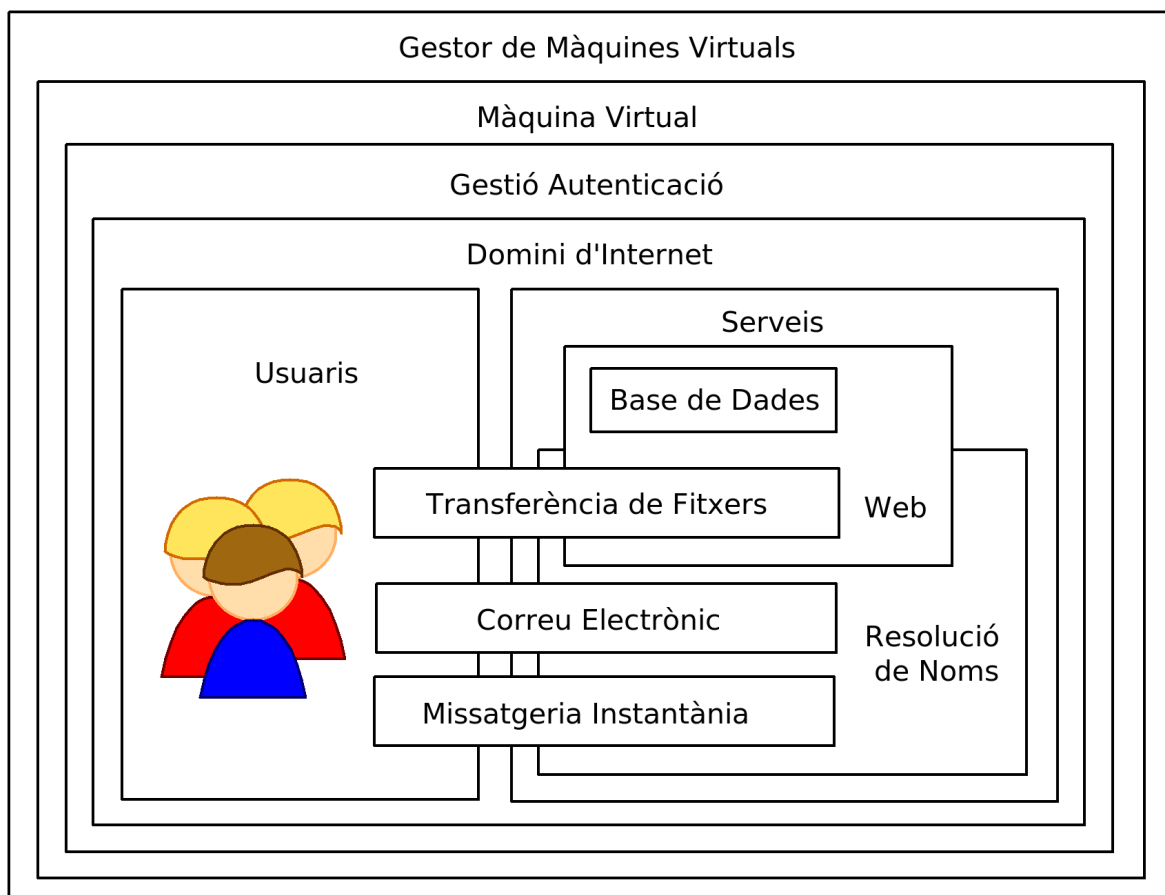 Gestor de Màquines Virtuals
Màquina Virtual
Gestió Autenticació
Domini d'Internet
Usuaris
Serveis
Base de Dades
Transferència de Fitxers
Web
Correu Electrònic
Resolució
de Noms
Missatgeria Instantània